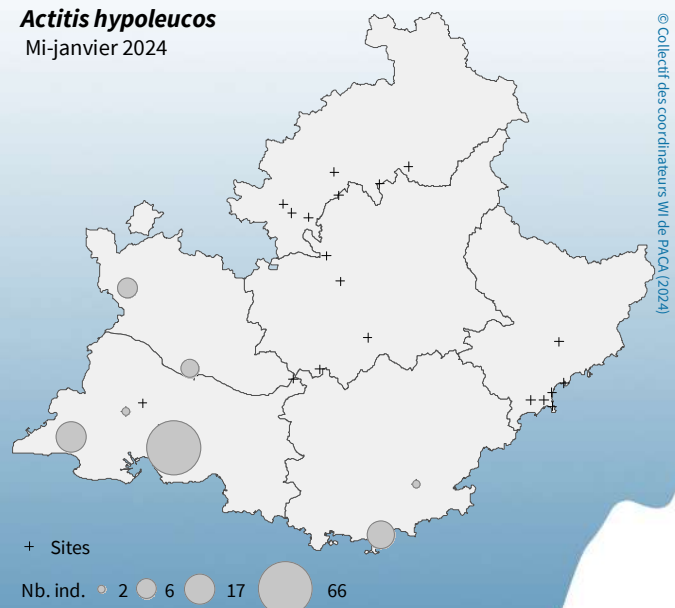 Actitis hypoleucos
Mi-janvier 2024
© Collectif des coordinateurs WI de PACA (2024)
+ Sites
Nb. ind. 2 6 17 66